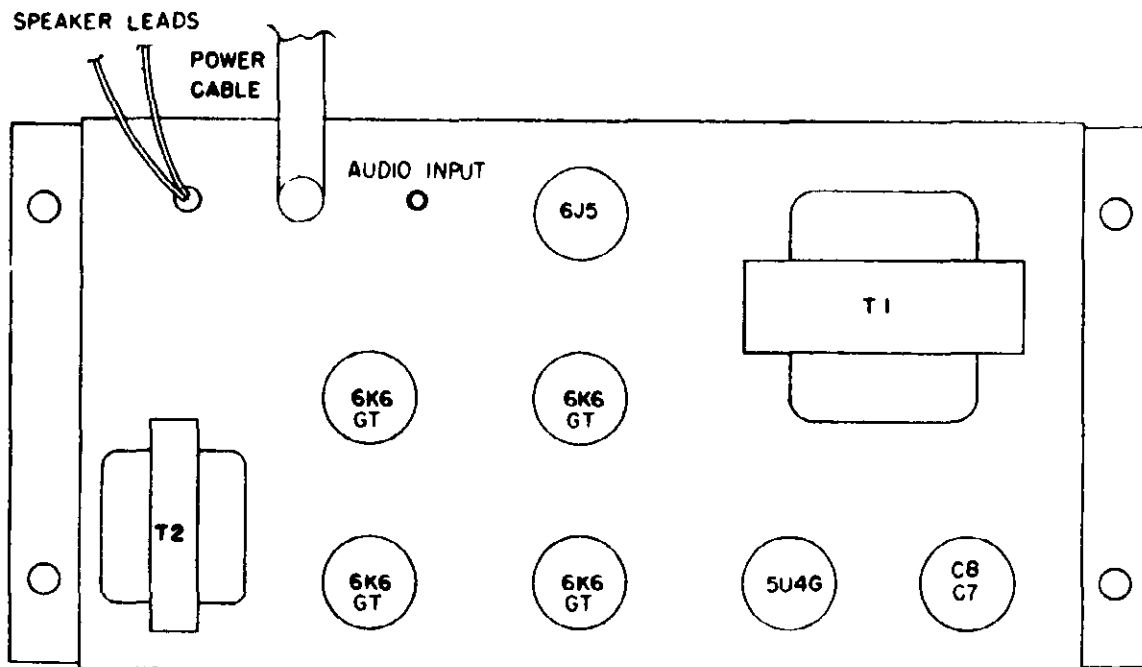 SPEAKER LEADS
POWER
CABLE
AUDIO INPUT
6J5
T1
6K6
GT
6K6
GT
T2
6K6
GT
6K6
GT
5U4G
C8
C7